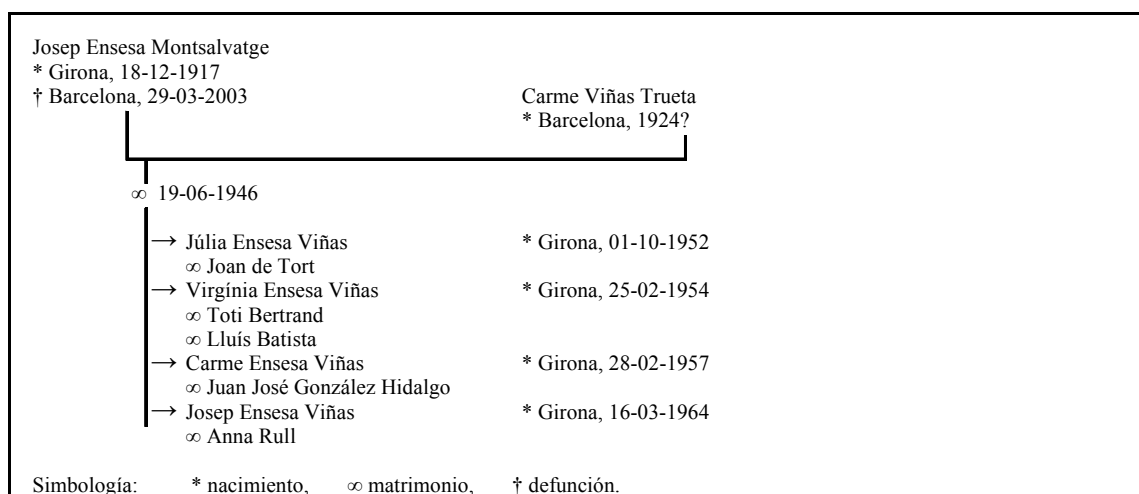 Josep Ensesa Montsalvatge
* Girona, 18-12-1917
† Barcelona, 29-03-2003 Carme Viñas Trueta
* Barcelona, 1924?
∞ 19-06-1946
→ Júlia Ensesa Viñas * Girona, 01-10-1952
∞ Joan de Tort
→ Virgínia Ensesa Viñas * Girona, 25-02-1954
∞ Toti Bertrand
∞ Lluís Batista
→ Carme Ensesa Viñas * Girona, 28-02-1957
∞ Juan José González Hidalgo
→ Josep Ensesa Viñas * Girona, 16-03-1964
∞ Anna Rull
Simbología: * nacimiento, ∞ matrimonio, † defunción.